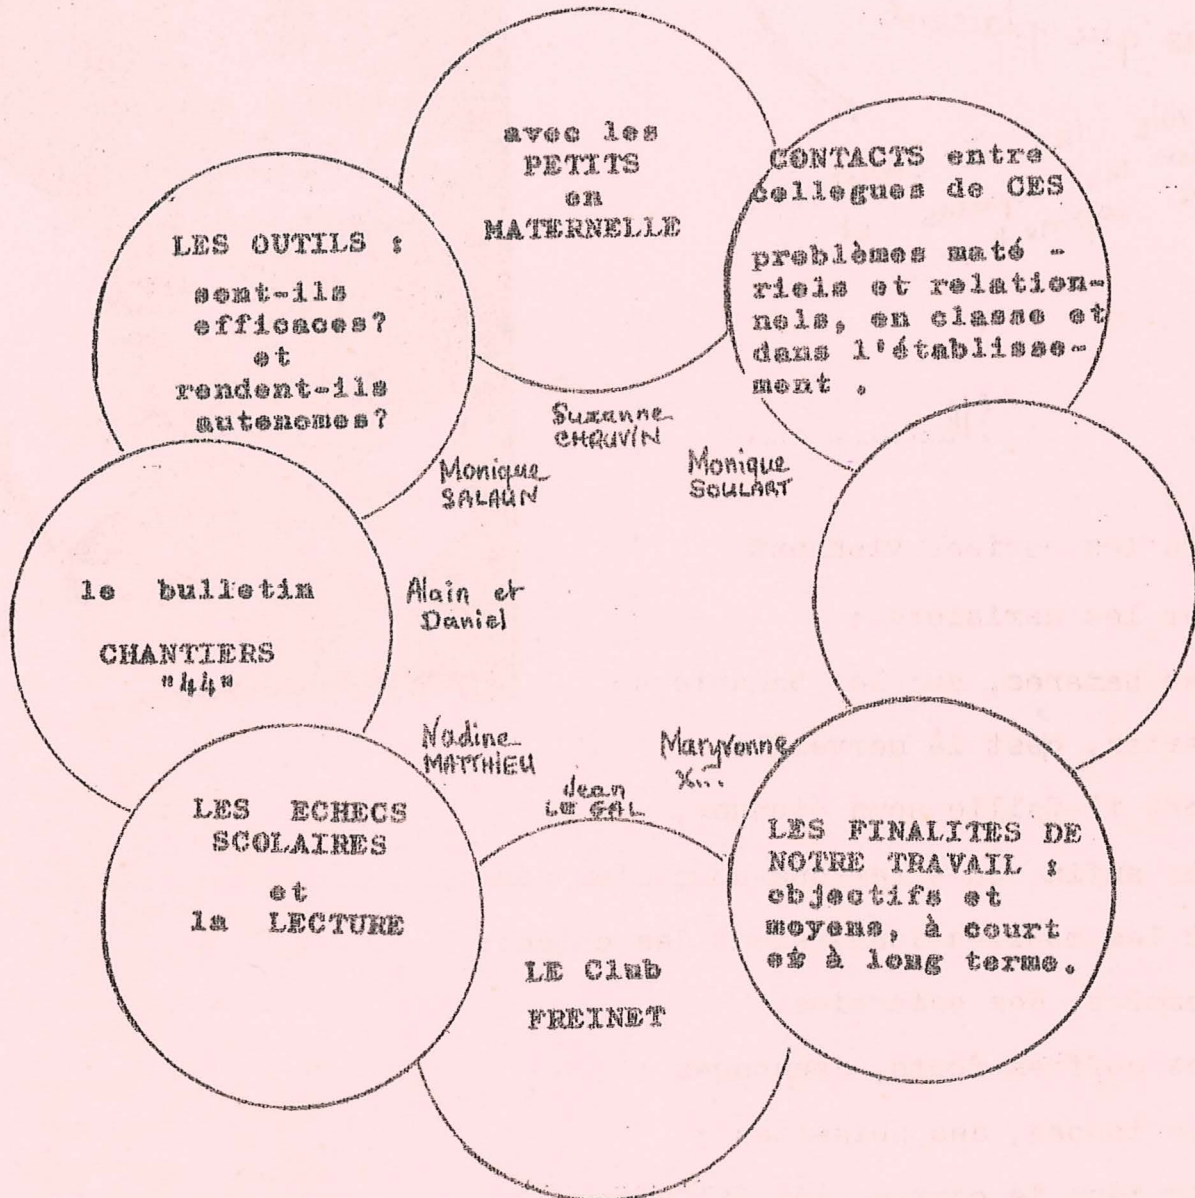 avec les
PETITS
en
MATERNELLE
CONTACTS entre
collegues de CES
problèmes maté -
riels et relation-
nels, en classe et
dans l'établisse-
ment .
LES OUTILS :
sont-ils
efficaces?
et
rendent-ils
autonomes?
Suzanne
CHAUVIN
Monique
SALAÜN
Monique
SOULART
le bulletin
CHANTIERS
"44"
Alain et
Daniel
Nadine
MATTHIEU
Jean
LE GAL
Maryvonne
X...
LES ECHECS
SCOLAIRES
et
la LECTURE
LE Club
FREINET
LES FINALITES DE
NOTRE TRAVAIL :
objectifs et
moyens, à court
et à long terme.